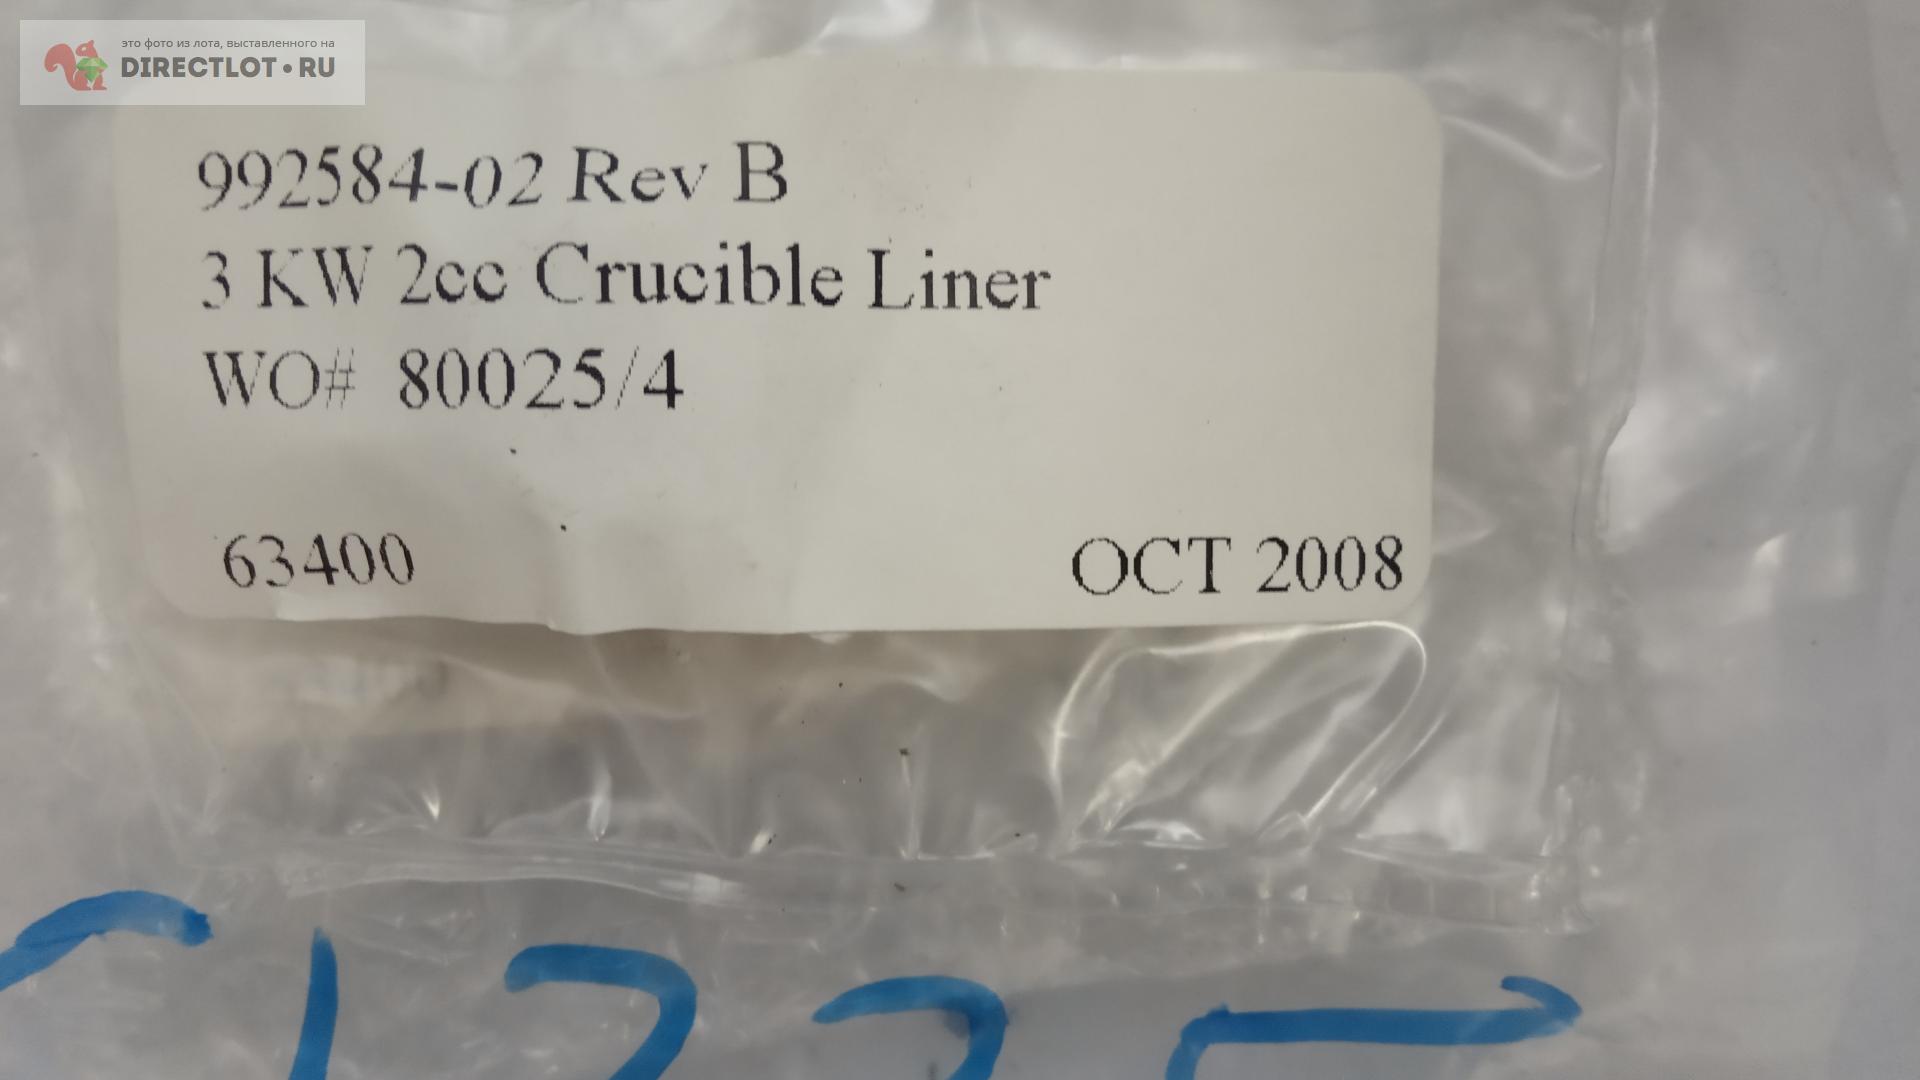 это фото из лота, выставленного на
DIRECTLOT•RU
992584-02 Rev B
3 KW 2cc Crucible Liner
WO# 80025/4
63400 OCT 2008